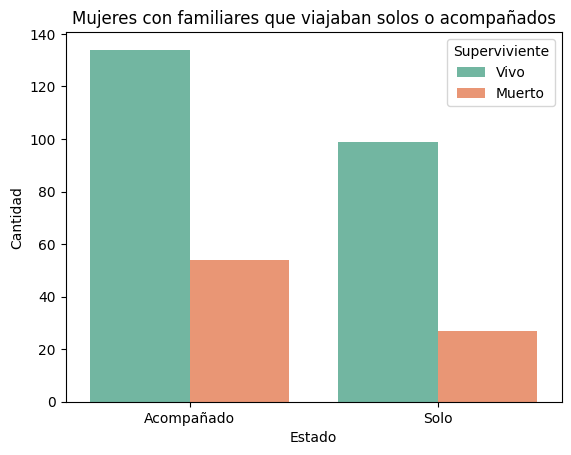 Mujeres con familiares que viajaban solos o acompañados
Superviviente
Vivo
Muerto
Cantidad
140
120
100
80
60
40
20
0
Acompañado
Solo
Estado